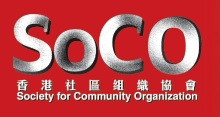 SoCO
香港社區組織協會
Society for Community Organization